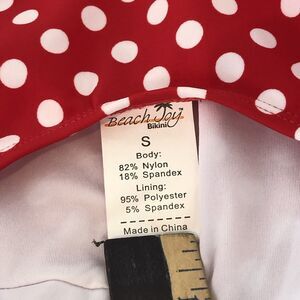 Beach Joy
Bikini
S
Body:
82% Nylon
18% Spandex
Lining:
95% Polyester
5% Spandex
Made in China